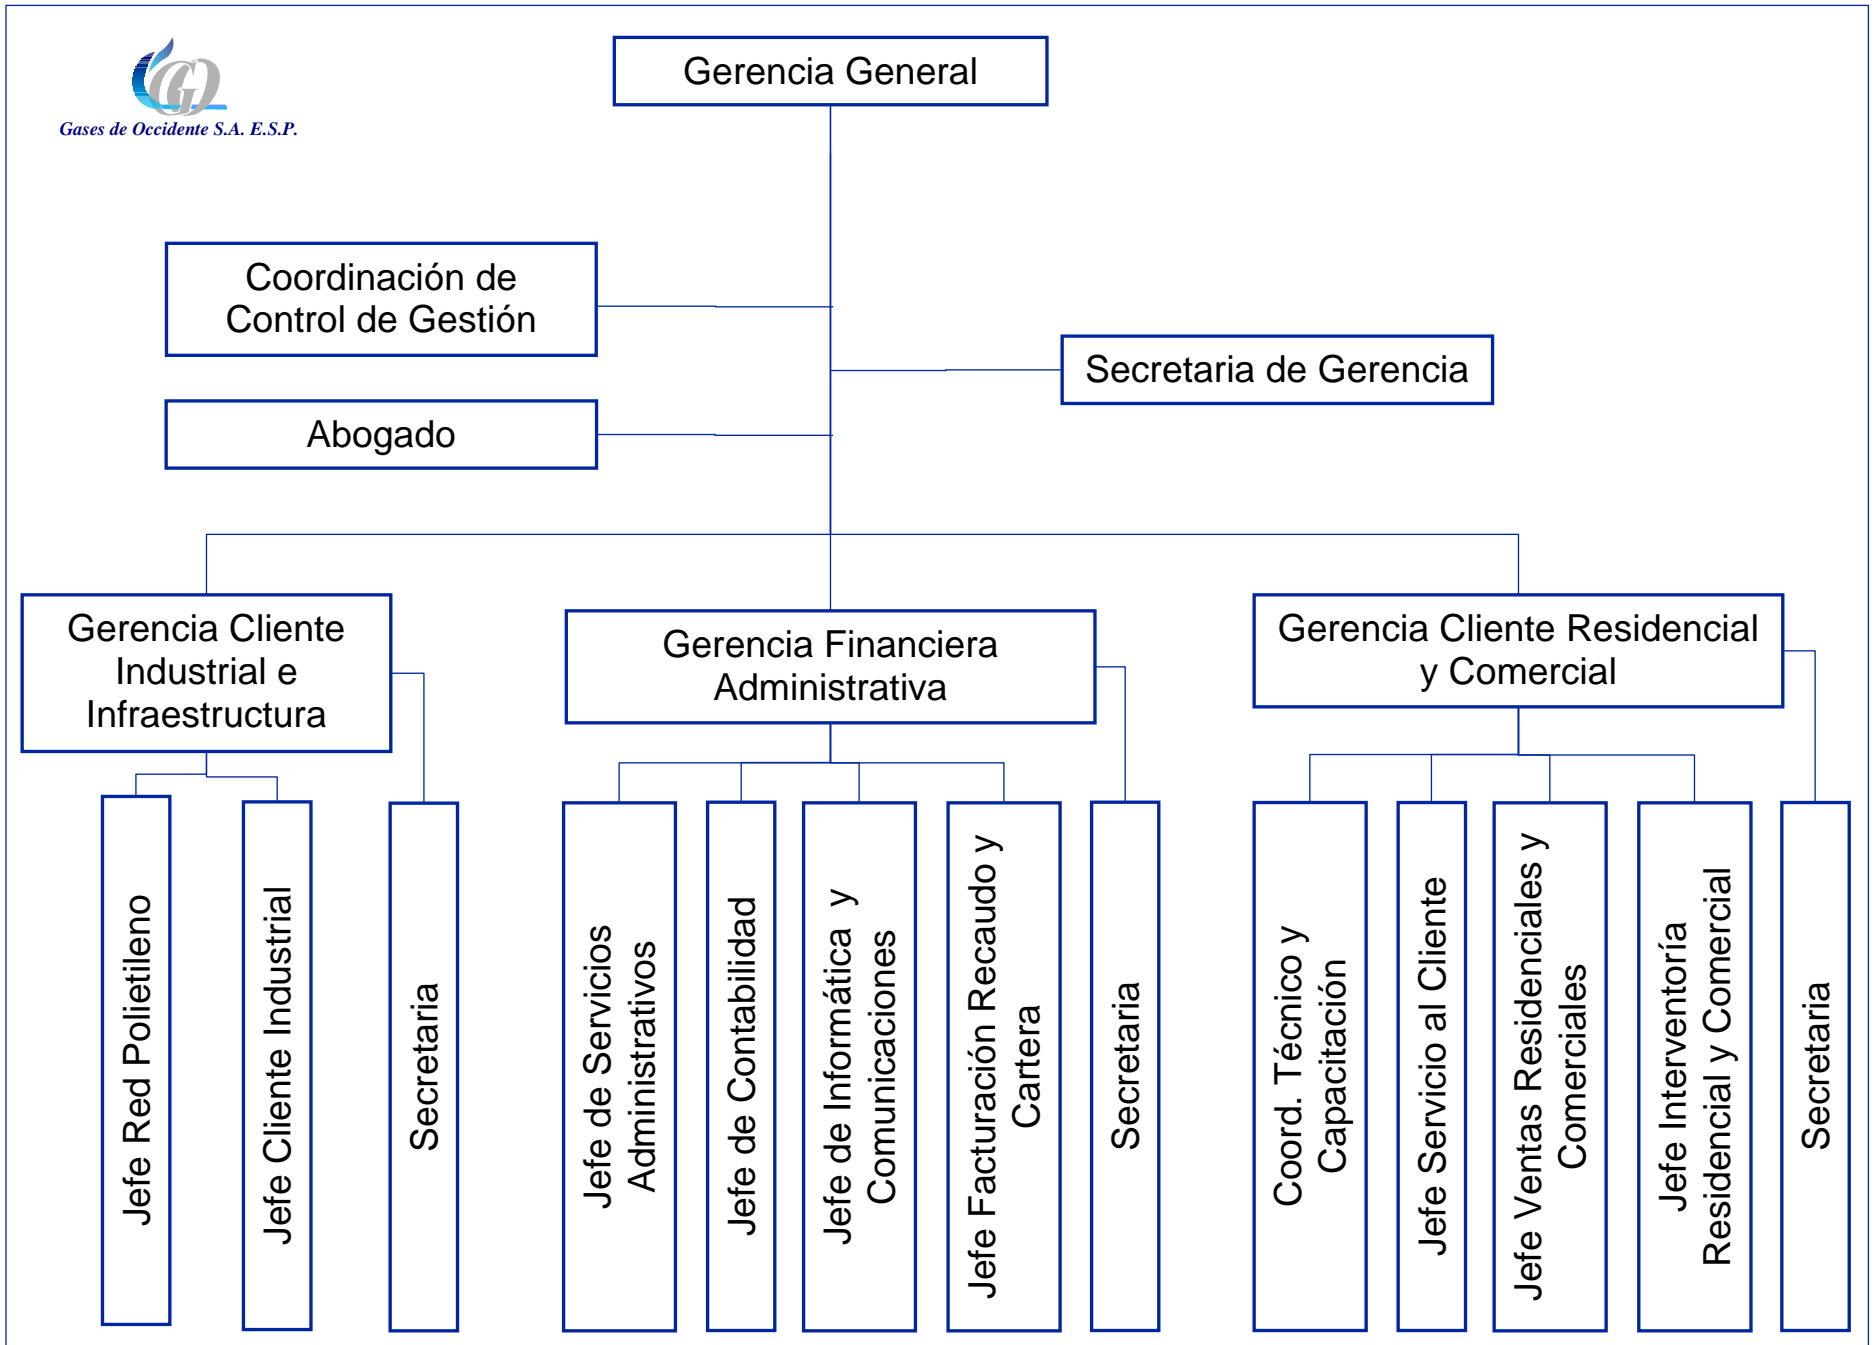 Gerencia General
Gases de Occidente S.A. E.S.P.
Coordinación de
Control de Gestión
Secretaria de Gerencia
Abogado
Gerencia Cliente
Industrial e
Infraestructura
Gerencia Financiera
Administrativa
Gerencia Cliente Residencial
y Comercial
Jefe Red Polietileno
Jefe Cliente Industrial
Secretaria
Jefe de Servicios
Administrativos
Jefe de Contabilidad
Jefe de Informática y
Comunicaciones
Jefe Facturación Recaudo y
Cartera
Secretaria
Coord. Técnico y
Capacitación
Jefe Servicio al Cliente
Jefe Ventas Residenciales y
Comerciales
Jefe Interventoría
Residencial y Comercial
Secretaria